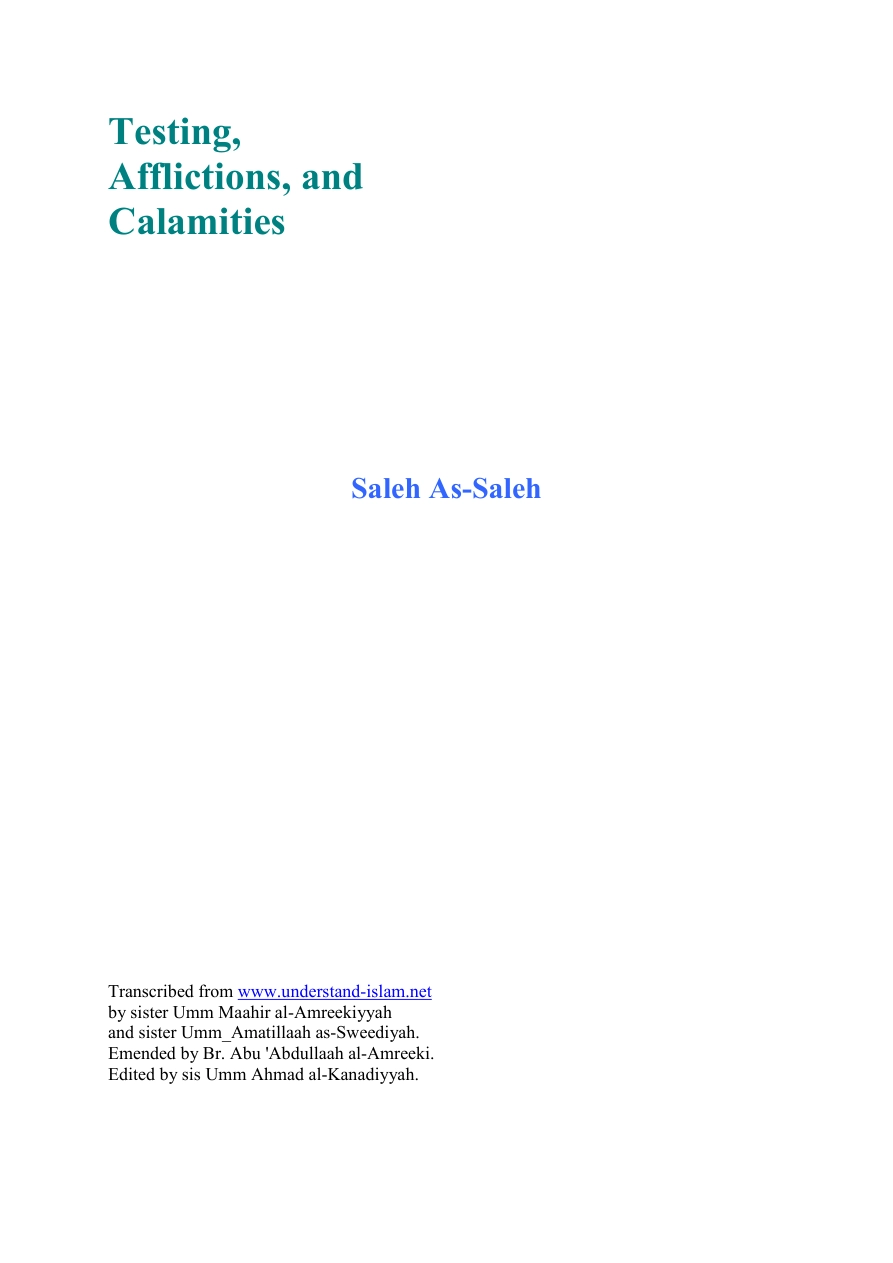 Testing,
Afflictions, and
Calamities
Saleh As-Saleh
Transcribed from www.understand-islam.net
by sister Umm Maahir al-Amreekiyyah
and sister Umm_Amatillaah as-Sweediyah.
Emended by Br. Abu 'Abdullaah al-Amreeki.
Edited by sis Umm Ahmad al-Kanadiyyah.